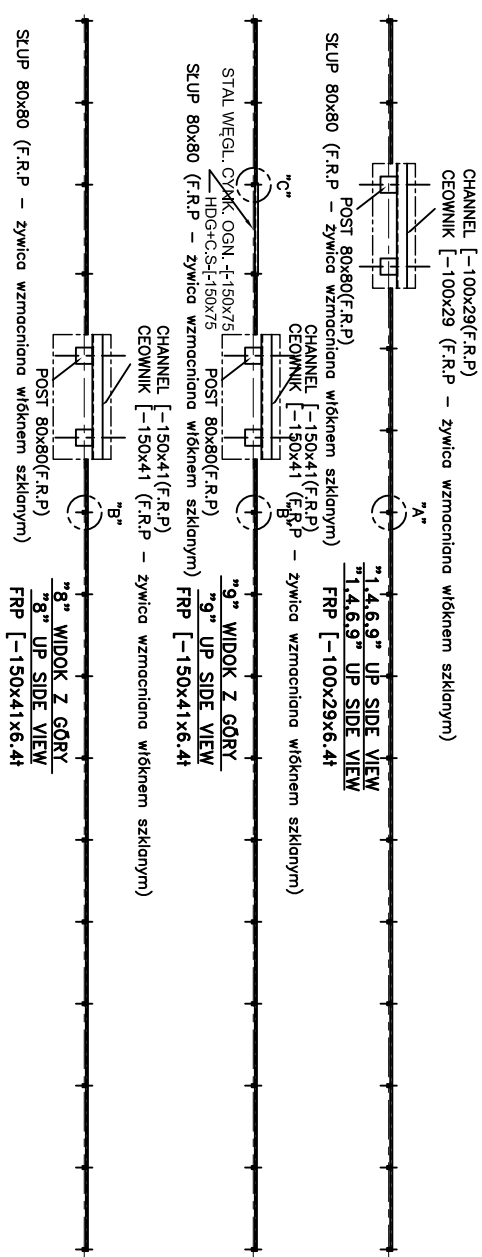 CHANNEL [-100x29(F.R.P)
CEOWNIK [-100x29 (F.R.P - żywica wzmacniana włóknem szklanym)
POST 80x80(F.R.P)
SŁUP 80x80 (F.R.P - żywica wzmacniana włóknem szklanym)
"A"
"1.4.6.9" UP SIDE VIEW
"1.4.6.9" UP SIDE VIEW
FRP [-100x29x6.4t
CHANNEL [-150x41(F.R.P)
CEOWNIK [-150x41 (F.R.P - żywica wzmacniana włóknem szklanym)
"C"
STAL WĘGL. CYNK. OGN. -[-150x75
HDG+C.S-[-150x75
POST 80x80(F.R.P)
SŁUP 80x80 (F.R.P - żywica wzmacniana włóknem szklanym)
"B"
"9" WIDOK Z GÓRY
"9" UP SIDE VIEW
FRP [-150x41x6.4t
CHANNEL [-150x41(F.R.P)
CEOWNIK [-150x41 (F.R.P - żywica wzmacniana włóknem szklanym)
POST 80x80(F.R.P)
SŁUP 80x80 (F.R.P - żywica wzmacniana włóknem szklanym)
"B"
"8" WIDOK Z GÓRY
"8" UP SIDE VIEW
FRP [-150x41x6.4t